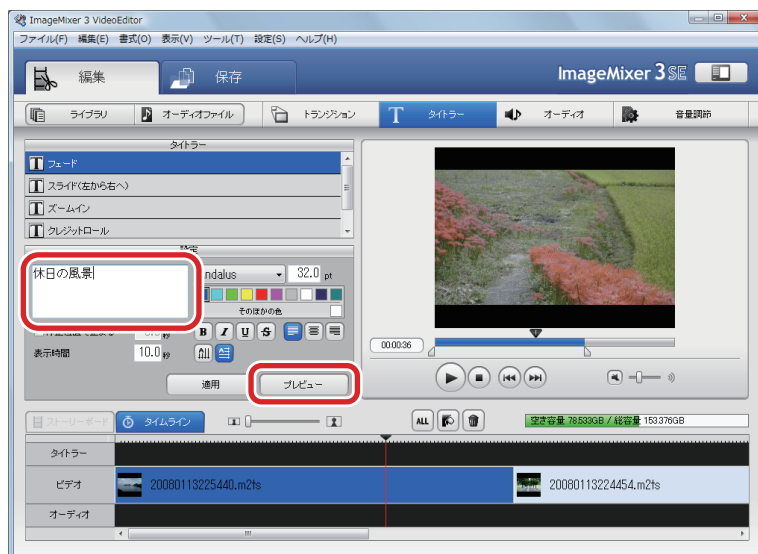 ImageMixer 3 VideoEditor
ファイル(F) 編集(E) 書式(O) 表示(V) ツール(T) 設定(S) ヘルプ(H)
編集 保存 ImageMixer 3 SE
ライブラリ オーディオファイル トランジション T タイトラー オーディオ 音量調節
タイトラー
T フェード
T スライド(左から右へ)
T ズームイン
T クレジットロール
設定
休日の風景 ndalus 32.0 pt
そのほかの色
B I U S
表示時間 10.0 秒
適用 プレビュー
00:00:36
ストーリーボード タイムライン ALL 空き容量 78.533GB / 総容量 153.376GB
タイトラー
ビデオ 20080113225440.m2ts 20080113224454.m2ts
オーディオ